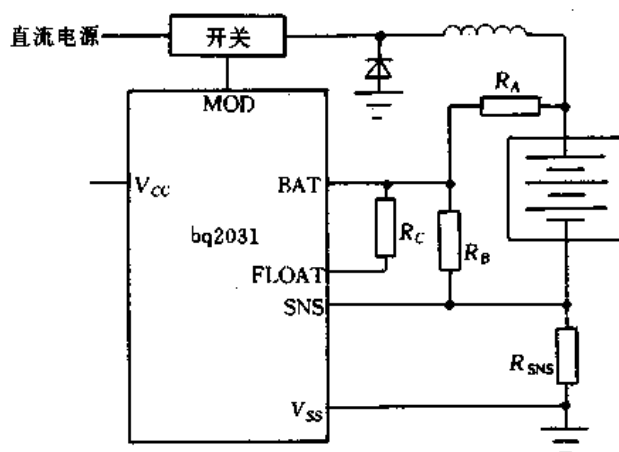 直流电源
开关
MOD
R_A
V_CC
BAT
bq2031
R_C
R_B
FLOAT
SNS
R_SNS
V_SS